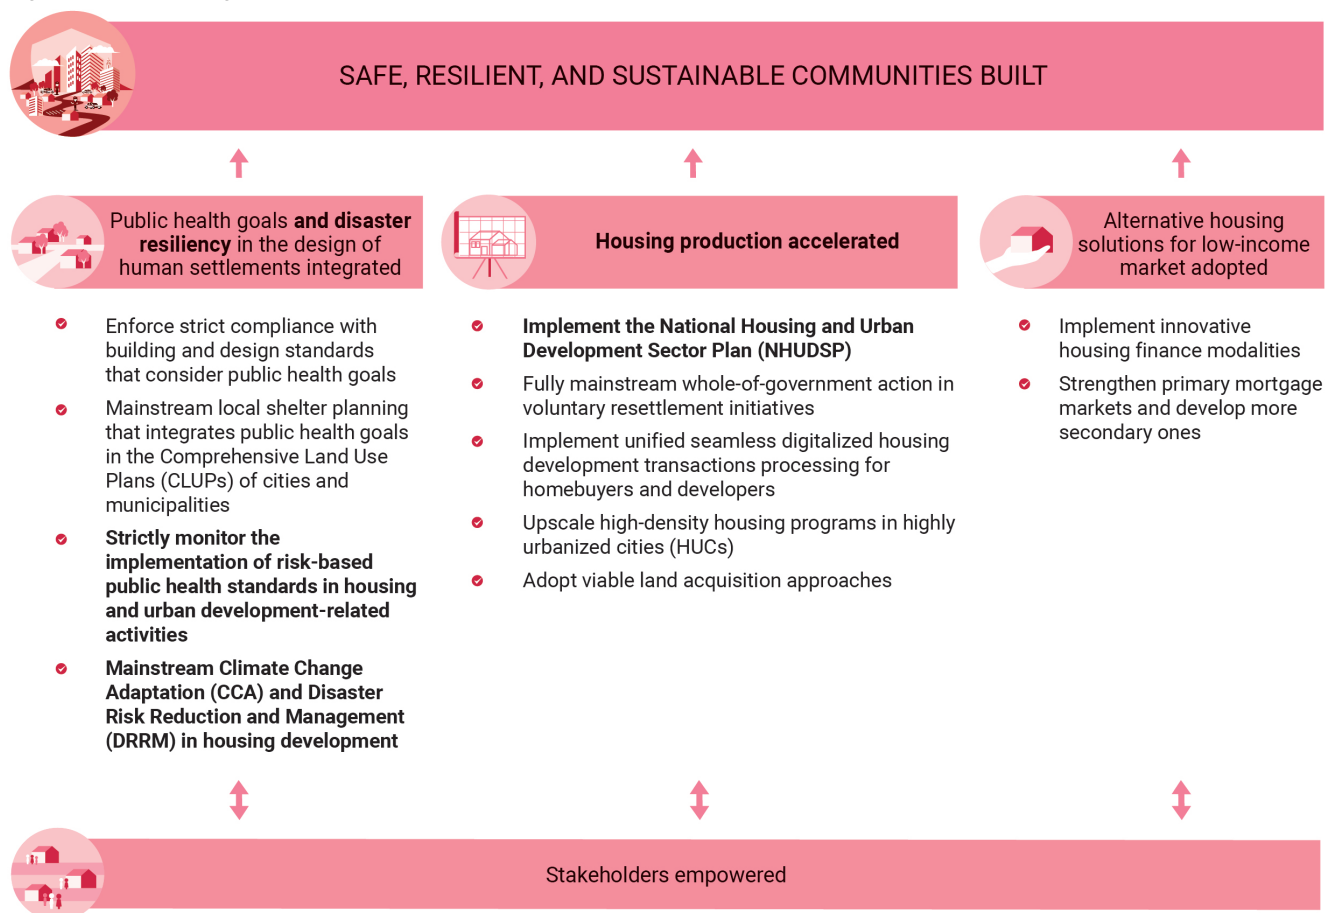 SAFE, RESILIENT, AND SUSTAINABLE COMMUNITIES BUILT
Public health goals and disaster
resiliency in the design of
human settlements integrated
Enforce strict compliance with
building and design standards
that consider public health goals
Mainstream local shelter planning
that integrates public health goals
in the Comprehensive Land Use
Plans (CLUPs) of cities and
municipalities
Strictly monitor the
implementation of risk-based
public health standards in housing
and urban development-related
activities
Mainstream Climate Change
Adaptation (CCA) and Disaster
Risk Reduction and Management
(DRRM) in housing development
Housing production accelerated
Implement the National Housing and Urban
Development Sector Plan (NHUDSP)
Fully mainstream whole-of-government action in
voluntary resettlement initiatives
Implement unified seamless digitalized housing
development transactions processing for
homebuyers and developers
Upscale high-density housing programs in highly
urbanized cities (HUCs)
Adopt viable land acquisition approaches
Alternative housing
solutions for low-income
market adopted
Implement innovative
housing finance modalities
Strengthen primary mortgage
markets and develop more
secondary ones
Stakeholders empowered